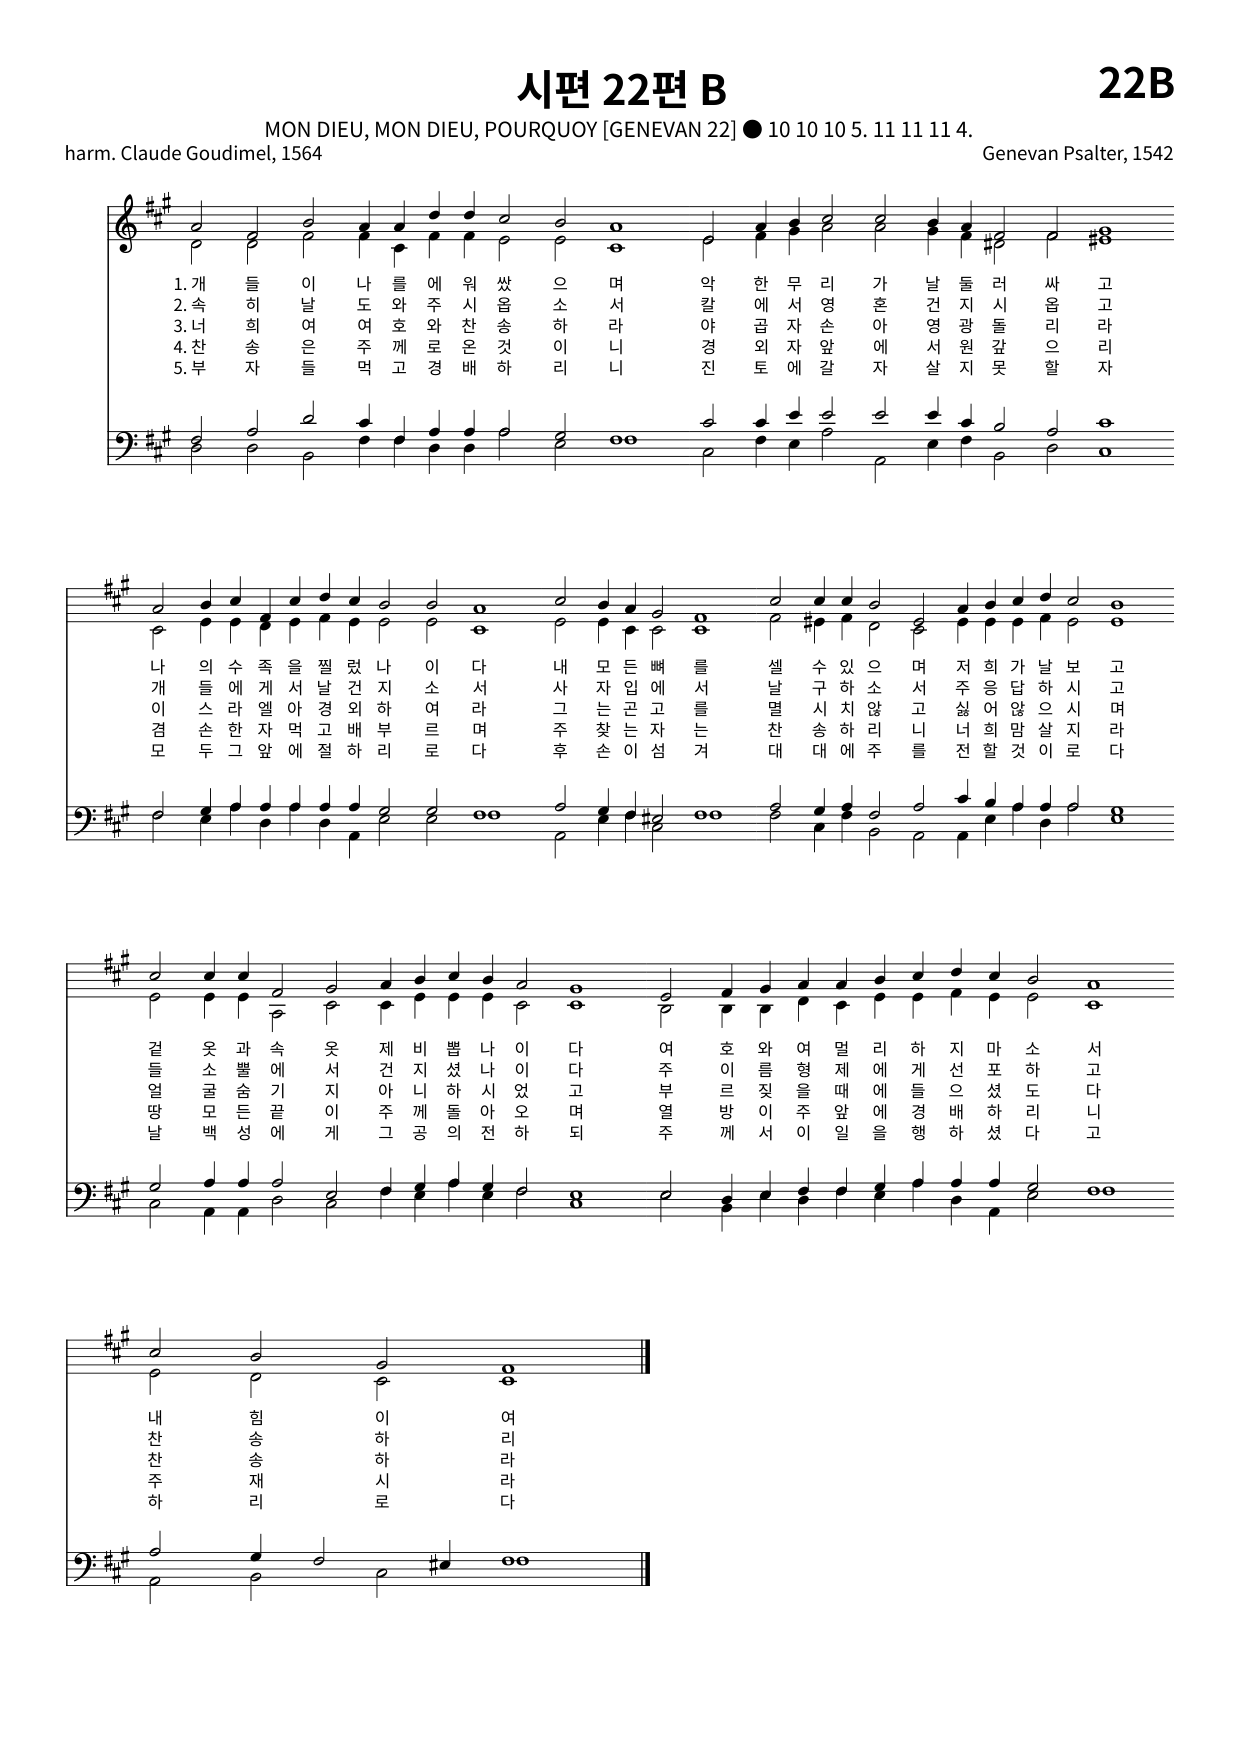 시편 22편 B
22B
MON DIEU, MON DIEU, POURQUOY [GENEVAN 22] ● 10 10 10 5. 11 11 11 4.
harm. Claude Goudimel, 1564
Genevan Psalter, 1542
1. 개 들 이 나 를 에 워 쌌 으 며 악 한 무 리 가 날 둘 러 싸 고
2. 속 히 날 도 와 주 시 옵 소 서 칼 에 서 영 혼 건 지 시 옵 고
3. 너 희 여 여 호 와 찬 송 하 라 야 곱 자 손 아 영 광 돌 리 라
4. 찬 송 은 주 께 로 온 것 이 니 경 외 자 앞 에 서 원 갚 으 리
5. 부 자 들 먹 고 경 배 하 리 니 진 토 에 갈 자 살 지 못 할 자
나 의 수 족 을 찔 렀 나 이 다 내 모 든 뼈 를 셀 수 있 으 며 저 희 가 날 보 고
개 들 에 게 서 날 건 지 소 서 사 자 입 에 서 날 구 하 소 서 주 응 답 하 시 고
이 스 라 엘 아 경 외 하 여 라 그 는 곤 고 를 멸 시 치 않 고 싫 어 않 으 시 며
겸 손 한 자 먹 고 배 부 르 며 주 찾 는 자 는 찬 송 하 리 니 너 희 맘 살 지 라
모 두 그 앞 에 절 하 리 로 다 후 손 이 섬 겨 대 대 에 주 를 전 할 것 이 로 다
겉 옷 과 속 옷 제 비 뽑 나 이 다 여 호 와 여 멀 리 하 지 마 소 서
들 소 뿔 에 서 건 지 셨 나 이 다 주 이 름 형 제 에 게 선 포 하 고
얼 굴 숨 기 지 아 니 하 시 었 고 부 르 짖 을 때 에 들 으 셨 도 다
땅 모 든 끝 이 주 께 돌 아 오 며 열 방 이 주 앞 에 경 배 하 리 니
날 백 성 에 게 그 공 의 전 하 되 주 께 서 이 일 을 행 하 셨 다 고
내 힘 이 여
찬 송 하 리
찬 송 하 라
주 재 시 라
하 리 로 다